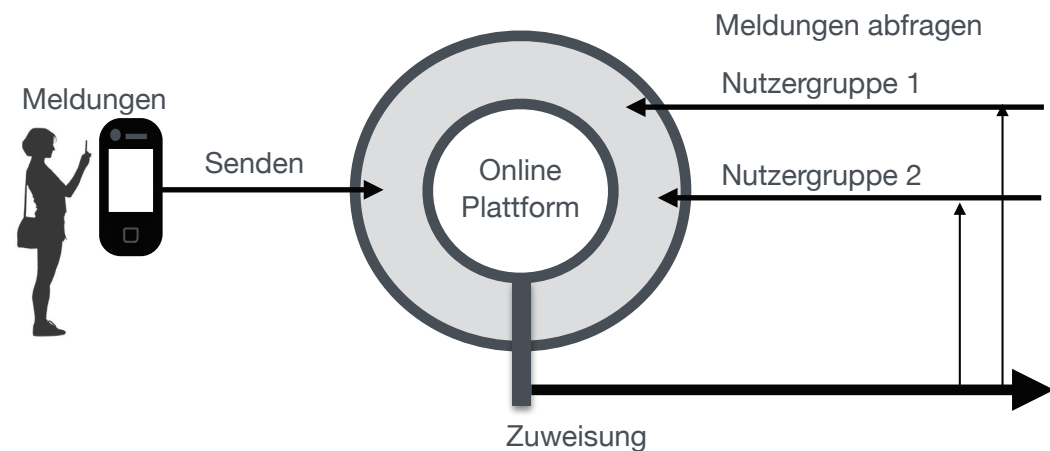 Meldungen abfragen
Nutzergruppe 1
Meldungen
Senden
Online
Plattform
Nutzergruppe 2
Zuweisung